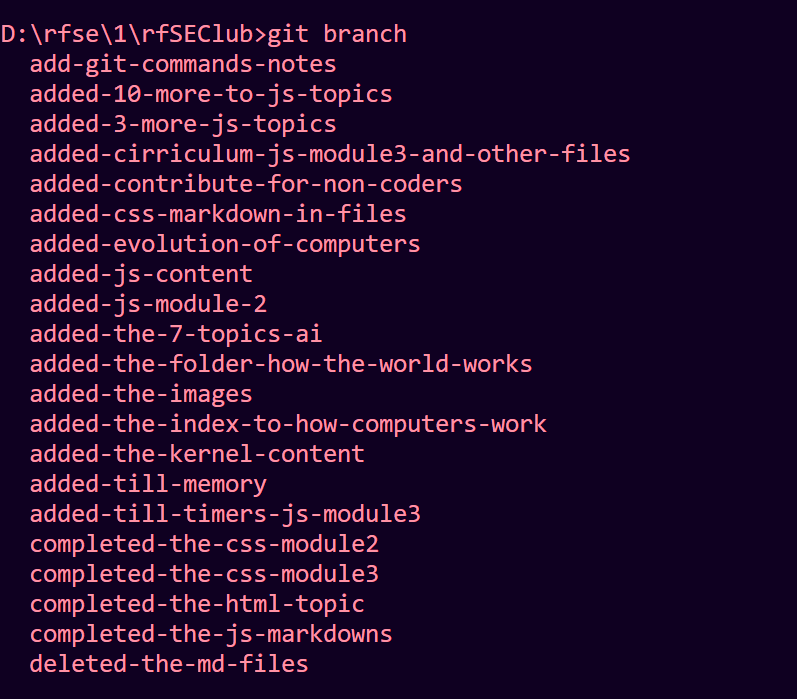 D:\rfse\1\rfSEClub>git branch
add-git-commands-notes
added-10-more-to-js-topics
added-3-more-js-topics
added-cirriculum-js-module3-and-other-files
added-contribute-for-non-coders
added-css-markdown-in-files
added-evolution-of-computers
added-js-content
added-js-module-2
added-the-7-topics-ai
added-the-folder-how-the-world-works
added-the-images
added-the-index-to-how-computers-work
added-the-kernel-content
added-till-memory
added-till-timers-js-module3
completed-the-css-module2
completed-the-css-module3
completed-the-html-topic
completed-the-js-markdowns
deleted-the-md-files